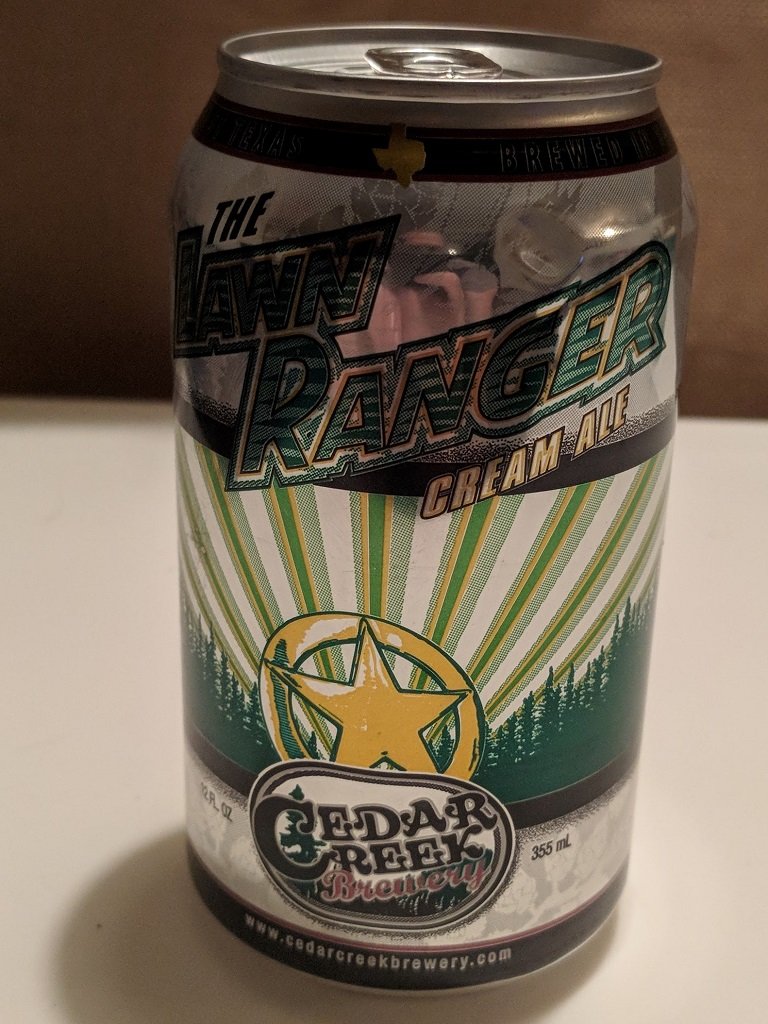 TEXAS BREWED IN
THE
LAWN
RANGER
CREAM ALE
12 FL. OZ
355 mL
CEDAR
CREEK
Brewery
www.cedarcreekbrewery.com